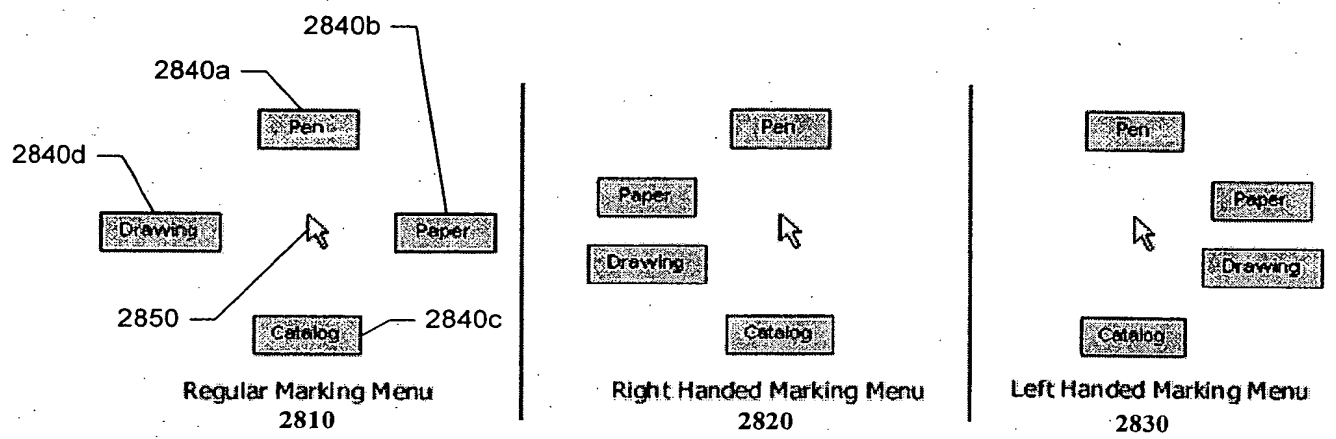 2840b
2840a
Pen
Pen
Pen
2840d
Paper
Paper
Drawing
Paper
Drawing
Drawing
2850
2840c
Catalog
Catalog
Catalog
Regular Marking Menu
Right Handed Marking Menu
Left Handed Marking Menu
2810
2820
2830